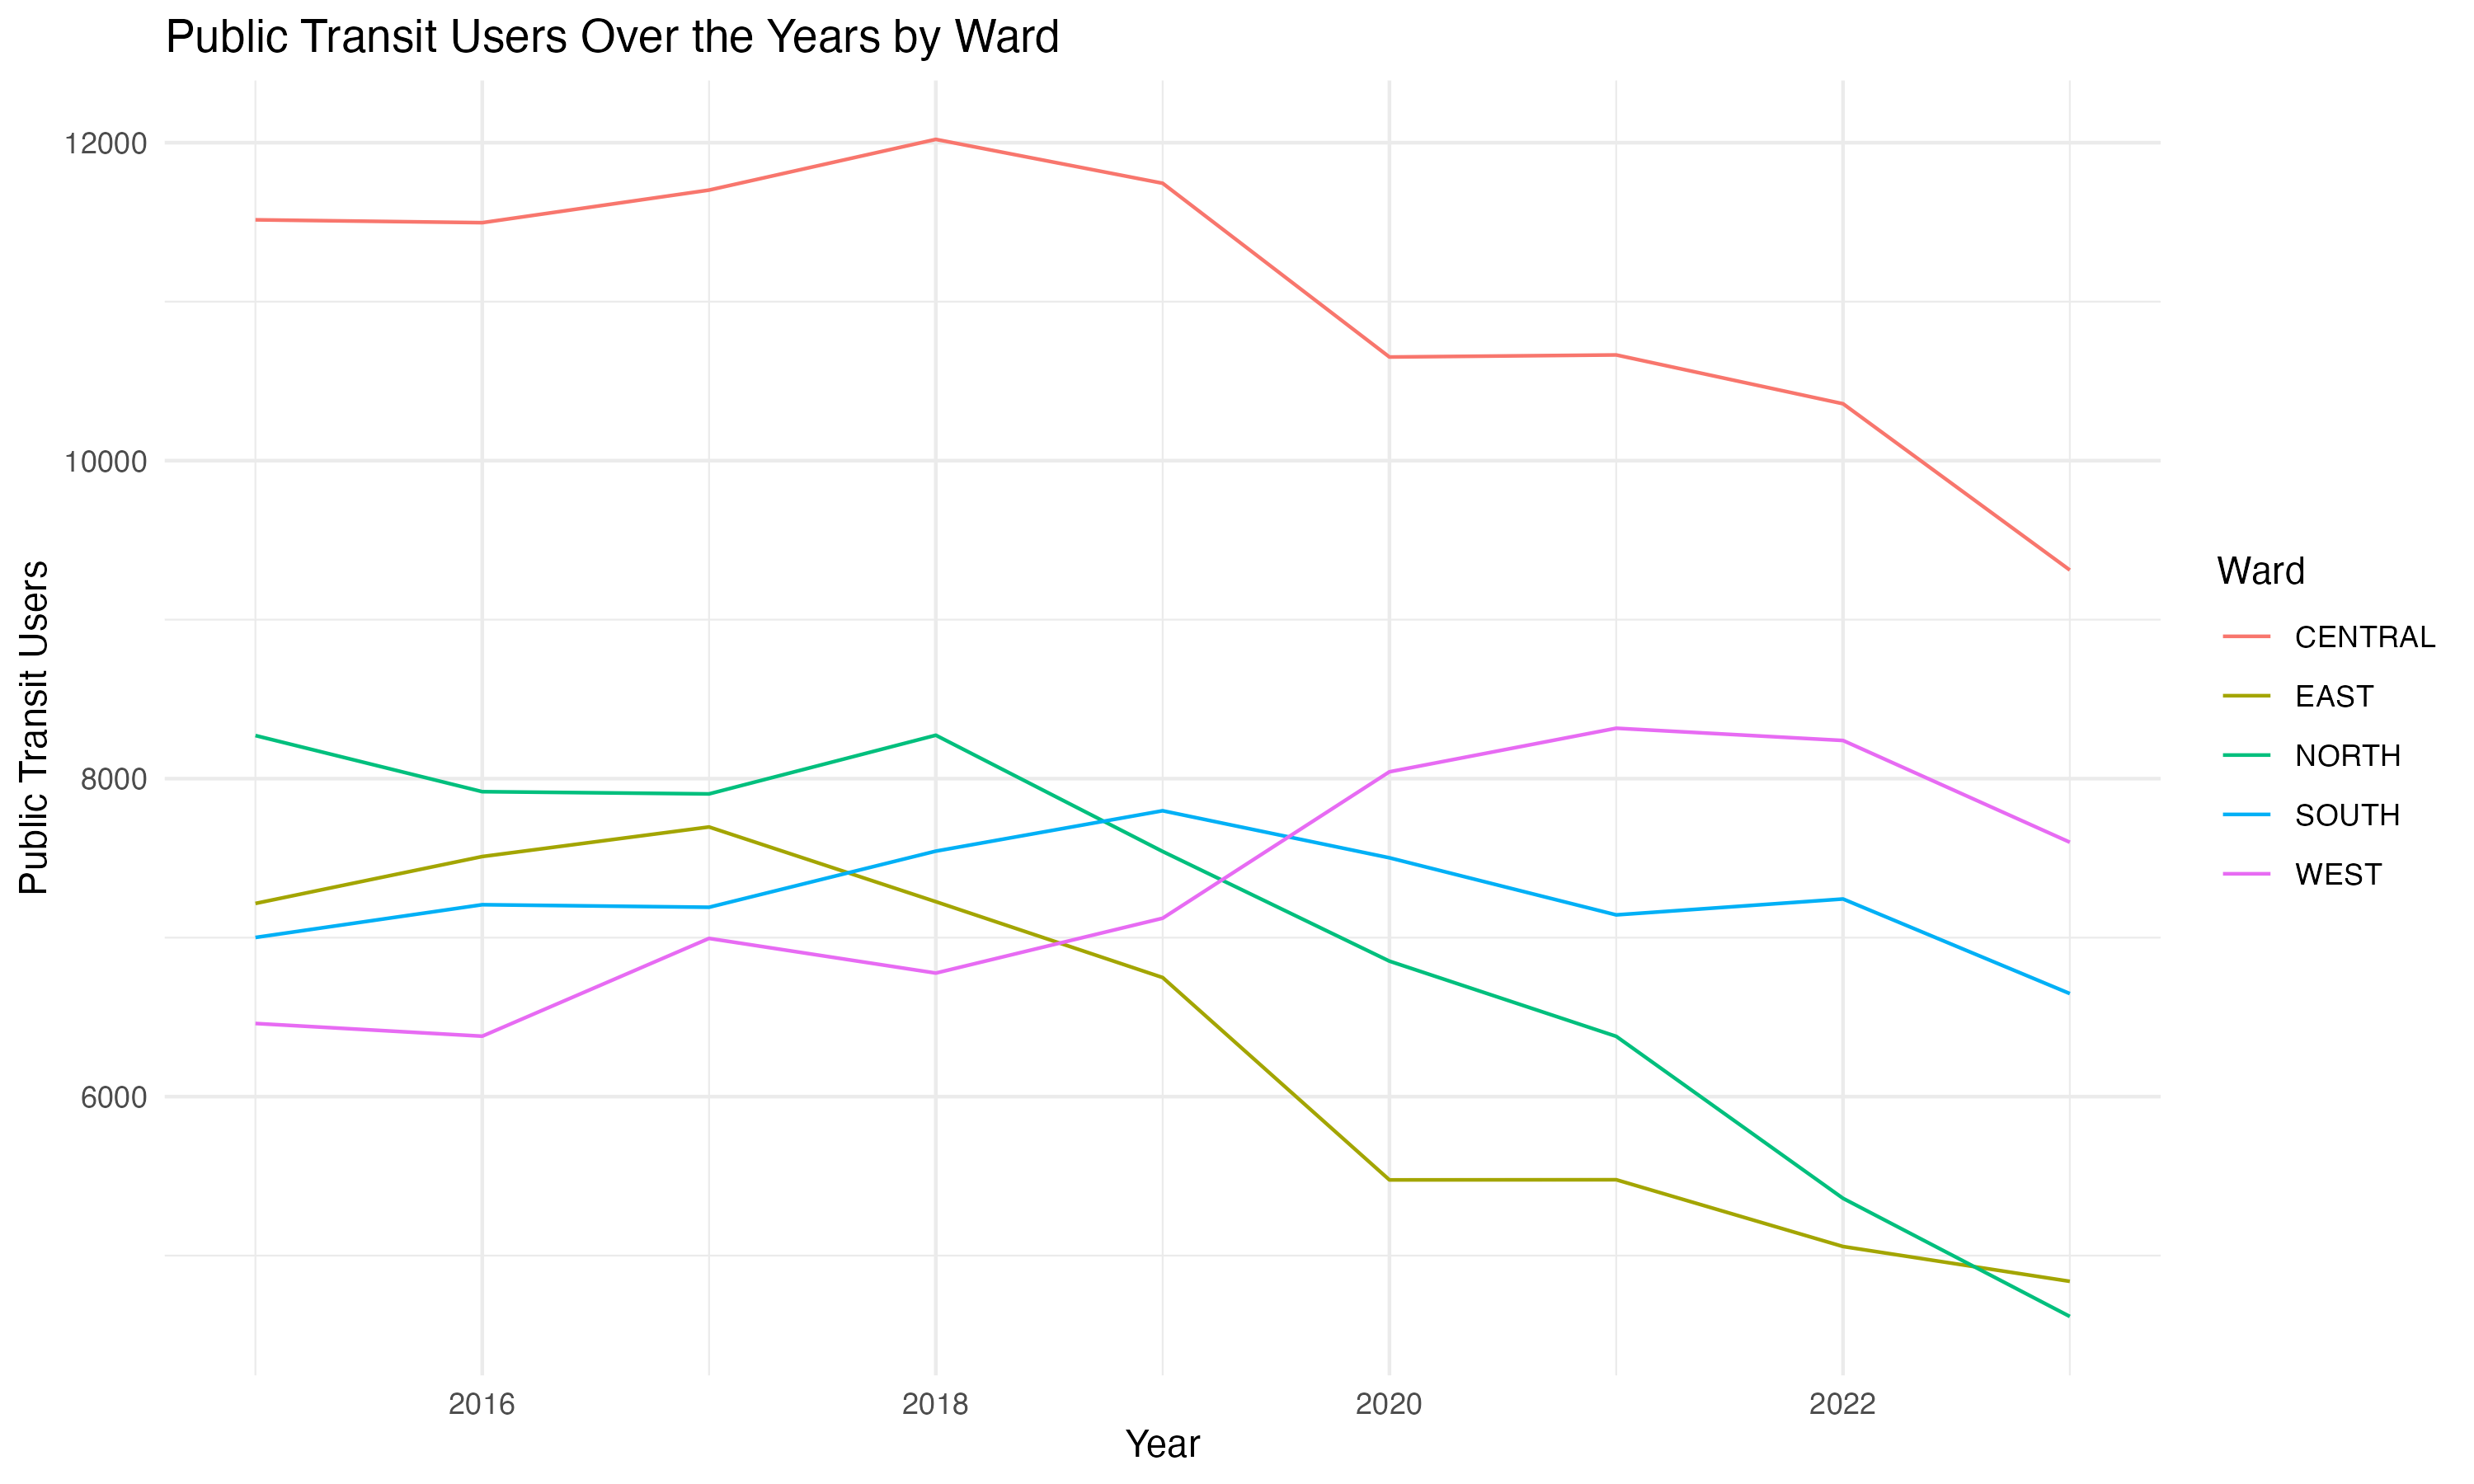 Public Transit Users Over the Years by Ward
Public Transit Users
12000
10000
8000
6000
2016
2018
2020
2022
Year
Ward
CENTRAL
EAST
NORTH
SOUTH
WEST